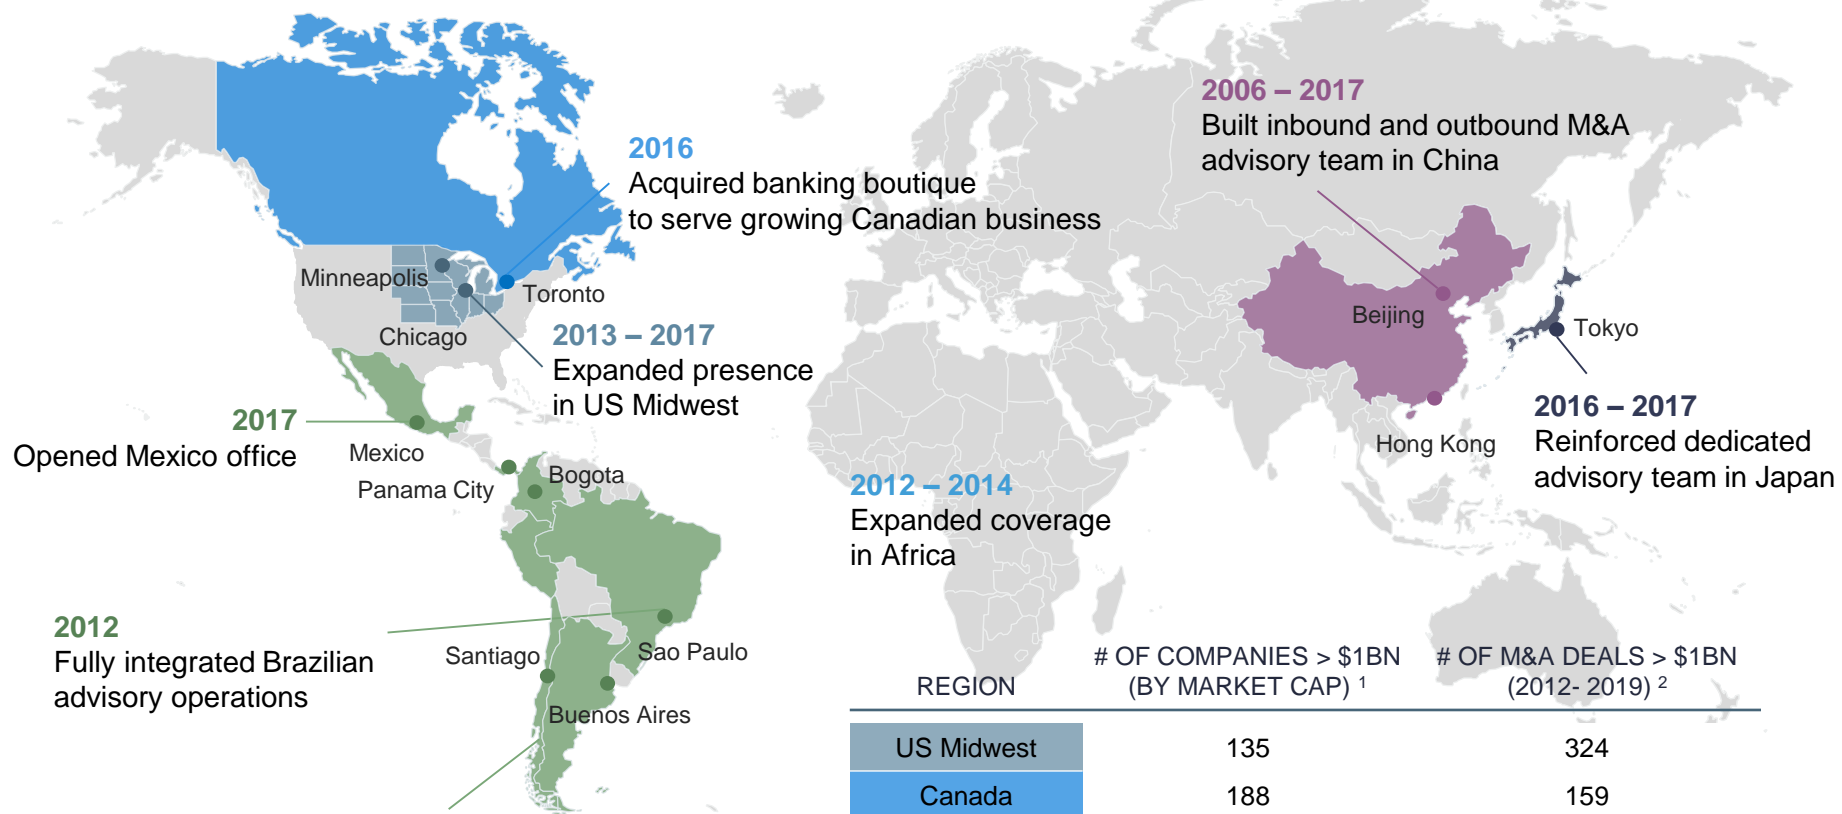 2006 – 2017
Built inbound and outbound M&A
advisory team in China
2016
Acquired banking boutique
to serve growing Canadian business
Minneapolis
Toronto
Chicago
2013 – 2017
Expanded presence
in US Midwest
Beijing
Tokyo
Hong Kong
2016 – 2017
Reinforced dedicated
advisory team in Japan
2017
Opened Mexico office
Mexico
Panama City
Bogota
2012 – 2014
Expanded coverage
in Africa
2012
Fully integrated Brazilian
advisory operations
Santiago
Sao Paulo
Buenos Aires
REGION
# OF COMPANIES > $1BN
(BY MARKET CAP) 1
# OF M&A DEALS > $1BN
(2012- 2019) 2
US Midwest 135 324
Canada 188 159